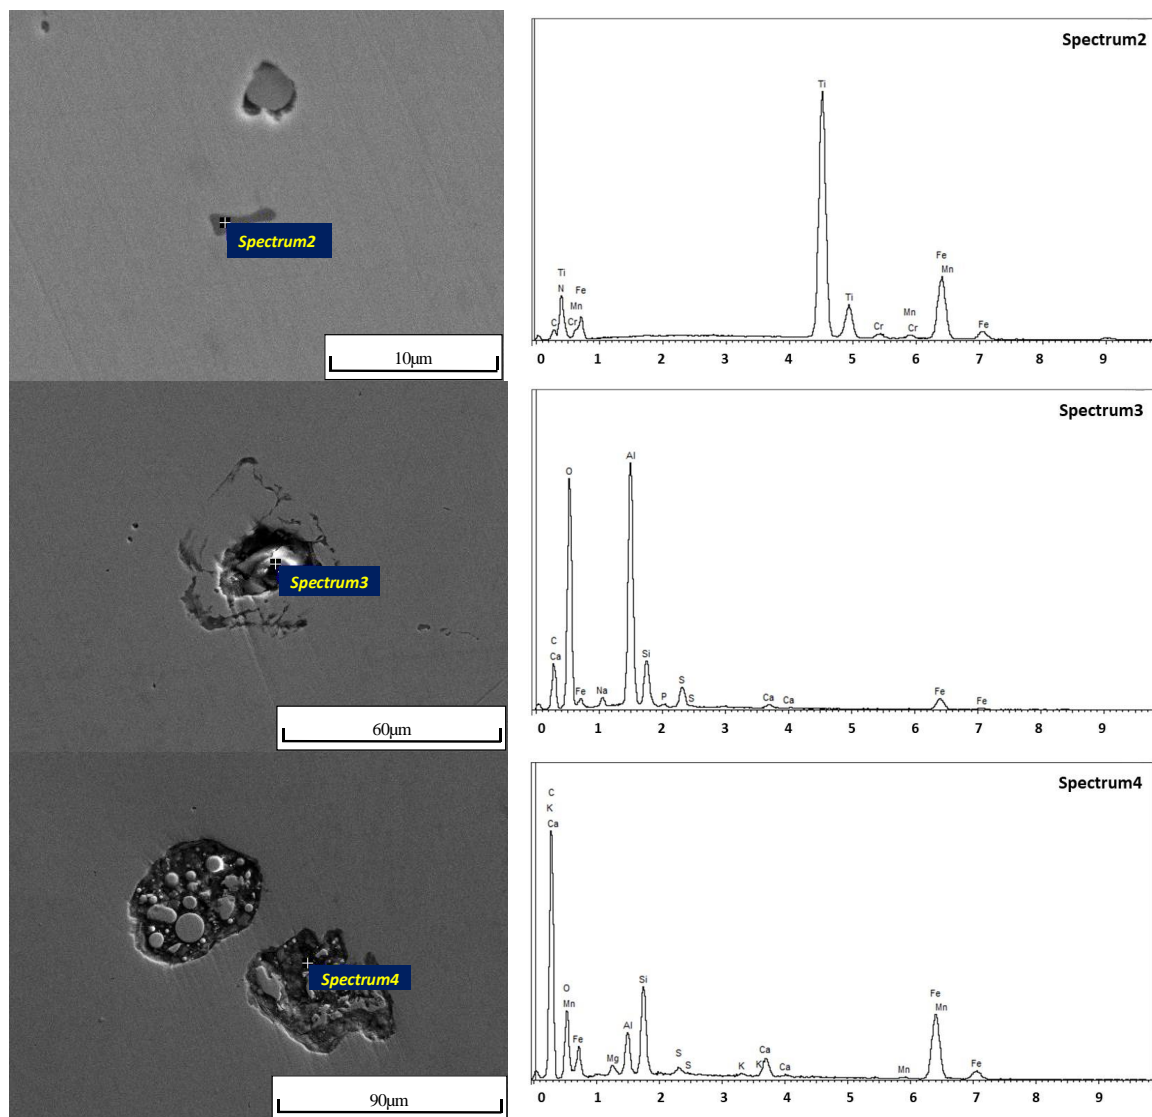 Spectrum2
10μm
Spectrum2
Ti
Ti
N
Fe
Mn
C
Cr
Ti
Cr
Mn
Cr
Fe
Mn
Fe
0 1 2 3 4 5 6 7 8 9
Spectrum3
60μm
Spectrum3
O
Al
C
Ca
Fe
Na
Si
P
S
S
Ca
Ca
Fe
Fe
0 1 2 3 4 5 6 7 8 9
Spectrum4
90μm
Spectrum4
C
K
Ca
O
Mn
Fe
Mg
Al
Si
S
S
K
K
Ca
Ca
Mn
Fe
Mn
Fe
0 1 2 3 4 5 6 7 8 9